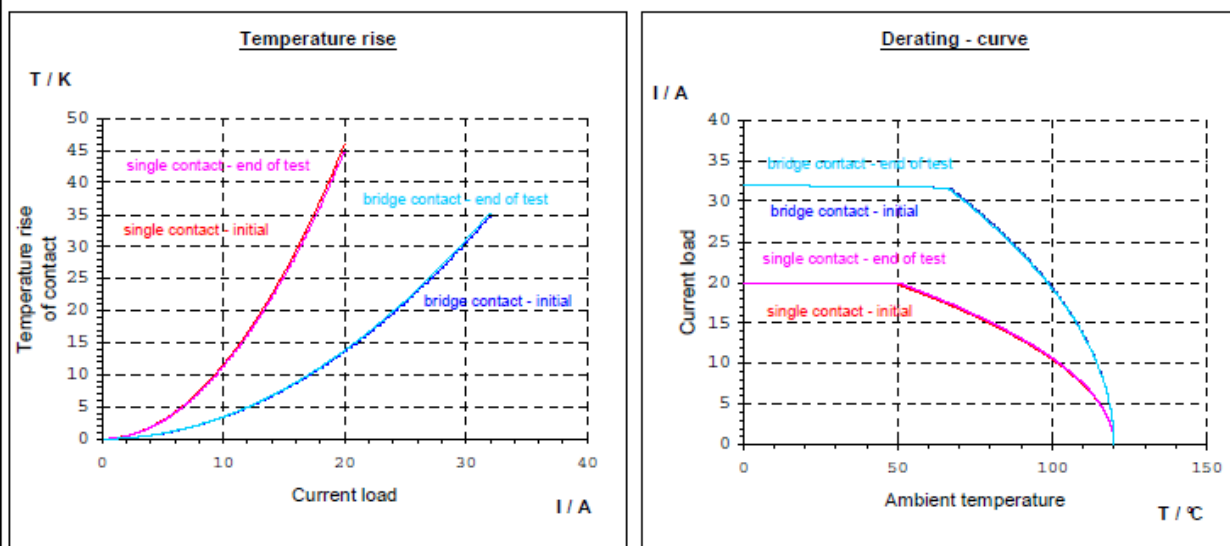 Temperature rise
T / K
50
45
40
35
30
25
20
15
10
5
0
Temperature rise
of contact
single contact - end of test
bridge contact - end of test
single contact - initial
bridge contact - initial
0 10 20 30 40
Current load
I / A
Derating - curve
I / A
40
35
30
25
20
15
10
5
0
Current load
bridge contact - end of test
bridge contact - initial
single contact - end of test
single contact - initial
0 50 100 150
Ambient temperature
T / °C